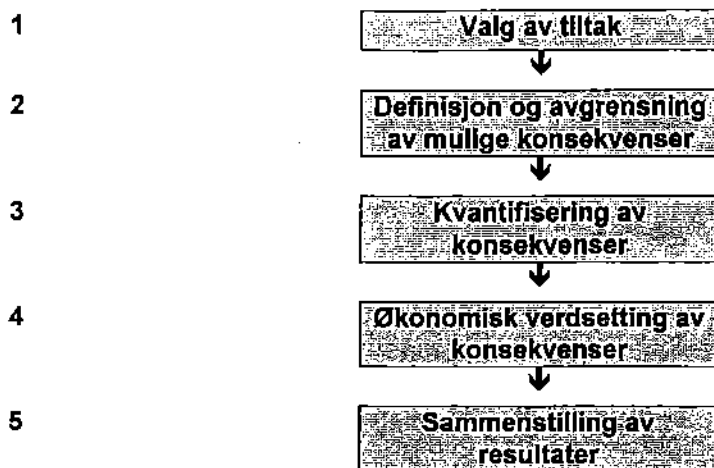 1 Valg av tiltak
2 Definisjon og avgrensning
av mulige konsekvenser
3 Kvantifisering av
konsekvenser
4 Økonomisk verdsetting av
konsekvenser
5 Sammenstilling av
resultater